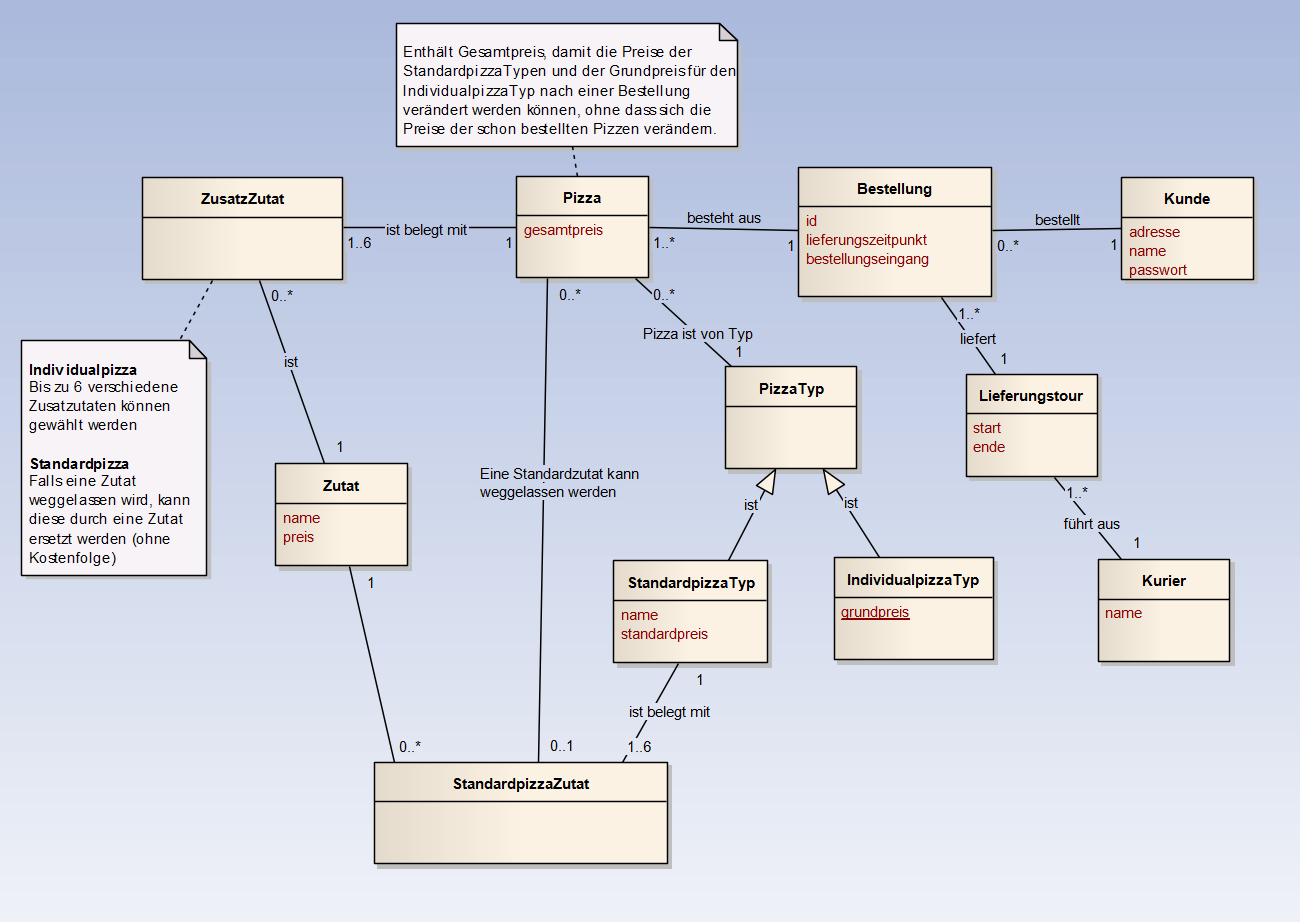 Enthält Gesamtpreis, damit die Preise der
StandardpizzaTypen und der Grundpreis für den
IndividualpizzaTyp nach einer Bestellung
verändert werden können, ohne dass sich die
Preise der schon bestellten Pizzen verändern.
ZusatzZutat
ist belegt mit
1..6
1
Pizza
gesamtpreis
besteht aus
1..*
1
Bestellung
id
lieferungszeitpunkt
bestellungseingang
bestellt
0..*
1
Kunde
adresse
name
passwort
0..*
0..*
0..*
1..*
Pizza ist von Typ
liefert
1
1
Individualpizza
Bis zu 6 verschiedene
Zusatzutaten können
gewählt werden
Standardpizza
Falls eine Zutat
weggelassen wird, kann
diese durch eine Zutat
ersetzt werden (ohne
Kostenfolge)
ist
1
PizzaTyp
Lieferungstour
start
ende
Zutat
name
preis
1
Eine Standardzutat kann
weggelassen werden
ist
ist
1..*
führt aus
1
StandardpizzaTyp
name
standardpreis
IndividualpizzaTyp
grundpreis
Kurier
name
1
ist belegt mit
0..*
0..1
1..6
StandardpizzaZutat